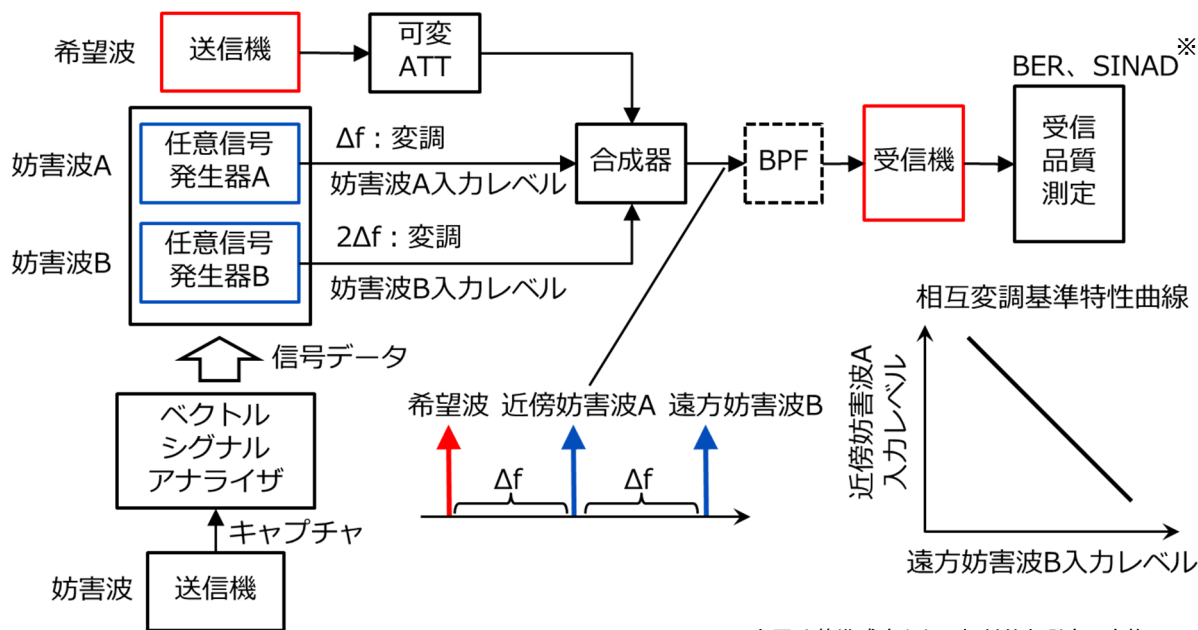 希望波
送信機
可変
ATT
BER、SINAD※
妨害波A
任意信号
発生器A
Δf：変調
妨害波A入力レベル
合成器
BPF
受信機
受信
品質
測定
妨害波B
任意信号
発生器B
2Δf：変調
妨害波B入力レベル
信号データ
ベクトル
シグナル
アナライザ
キャプチャ
妨害波
送信機
希望波 近傍妨害波A 遠方妨害波B
Δf Δf
相互変調基準特性曲線
近傍妨害波A
入力レベル
遠方妨害波B入力レベル